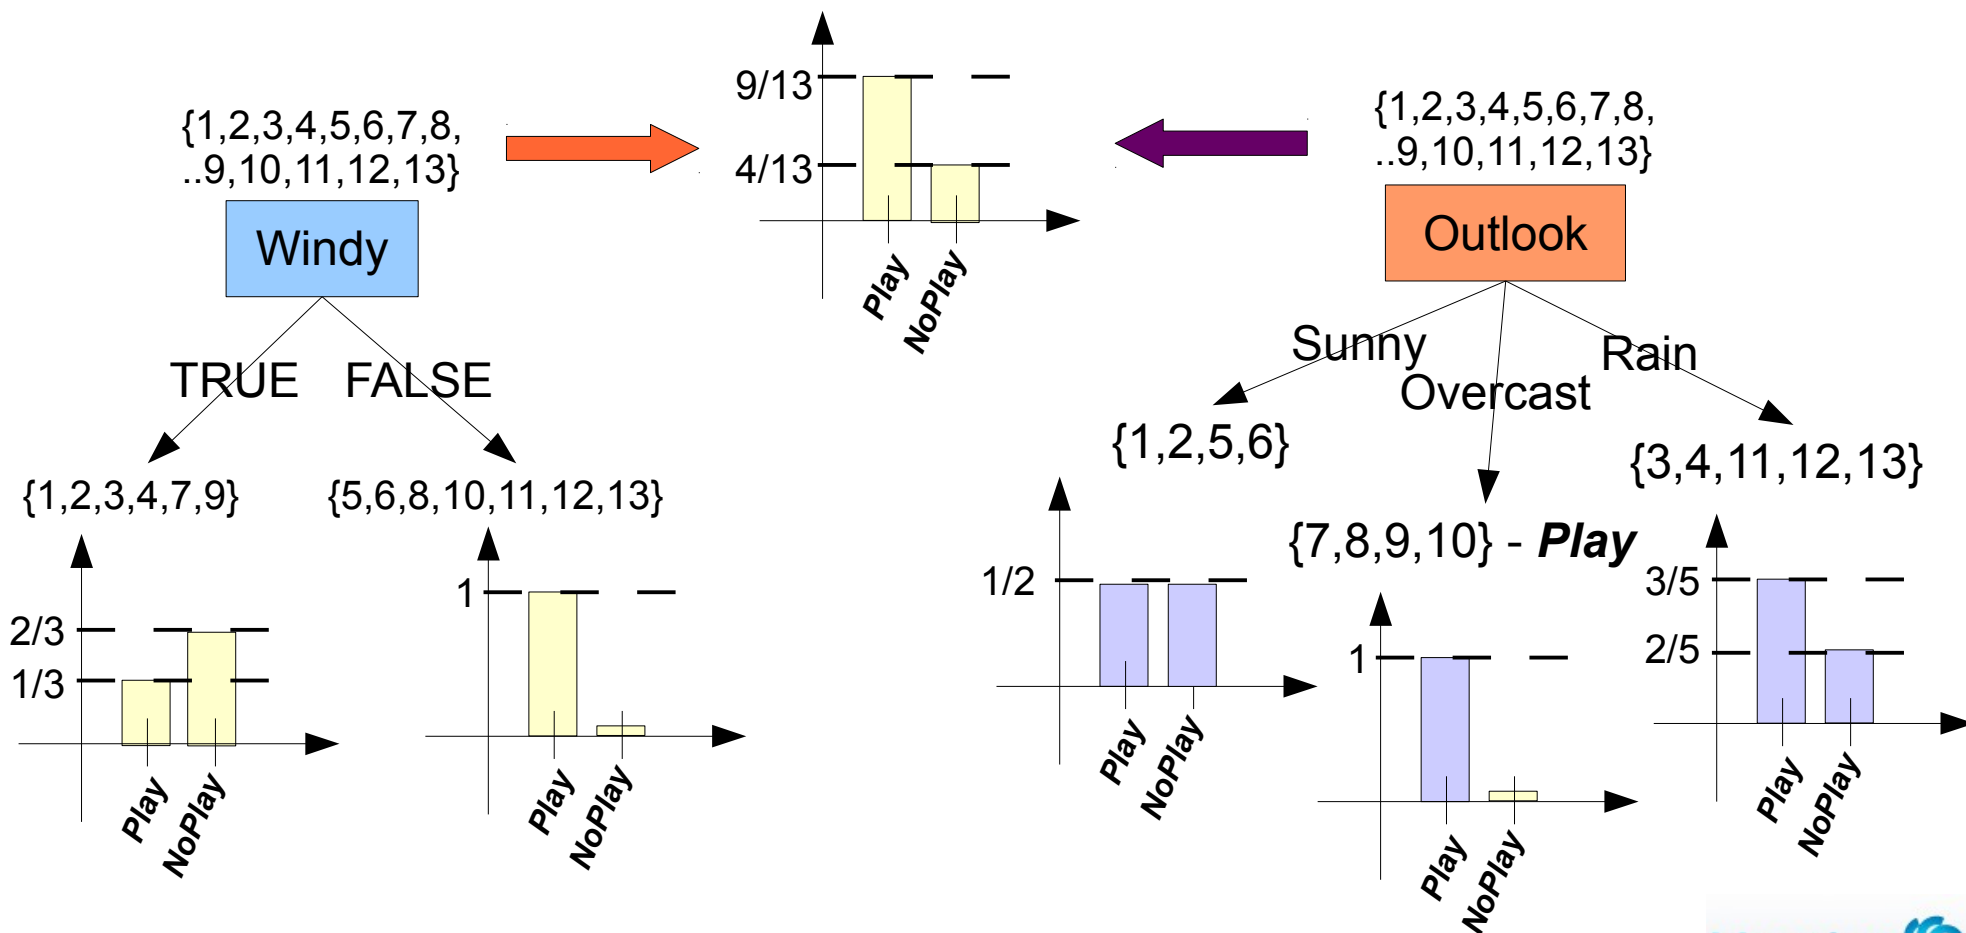 9/13
4/13
Play
NoPlay
{1,2,3,4,5,6,7,8,
..9,10,11,12,13}
Windy
TRUE
FALSE
{1,2,3,4,7,9}
{5,6,8,10,11,12,13}
2/3
1/3
Play
NoPlay
1
Play
NoPlay
{1,2,3,4,5,6,7,8,
..9,10,11,12,13}
Outlook
Sunny
Overcast
Rain
{1,2,5,6}
{7,8,9,10} - Play
{3,4,11,12,13}
1/2
Play
NoPlay
1
Play
NoPlay
3/5
2/5
Play
NoPlay